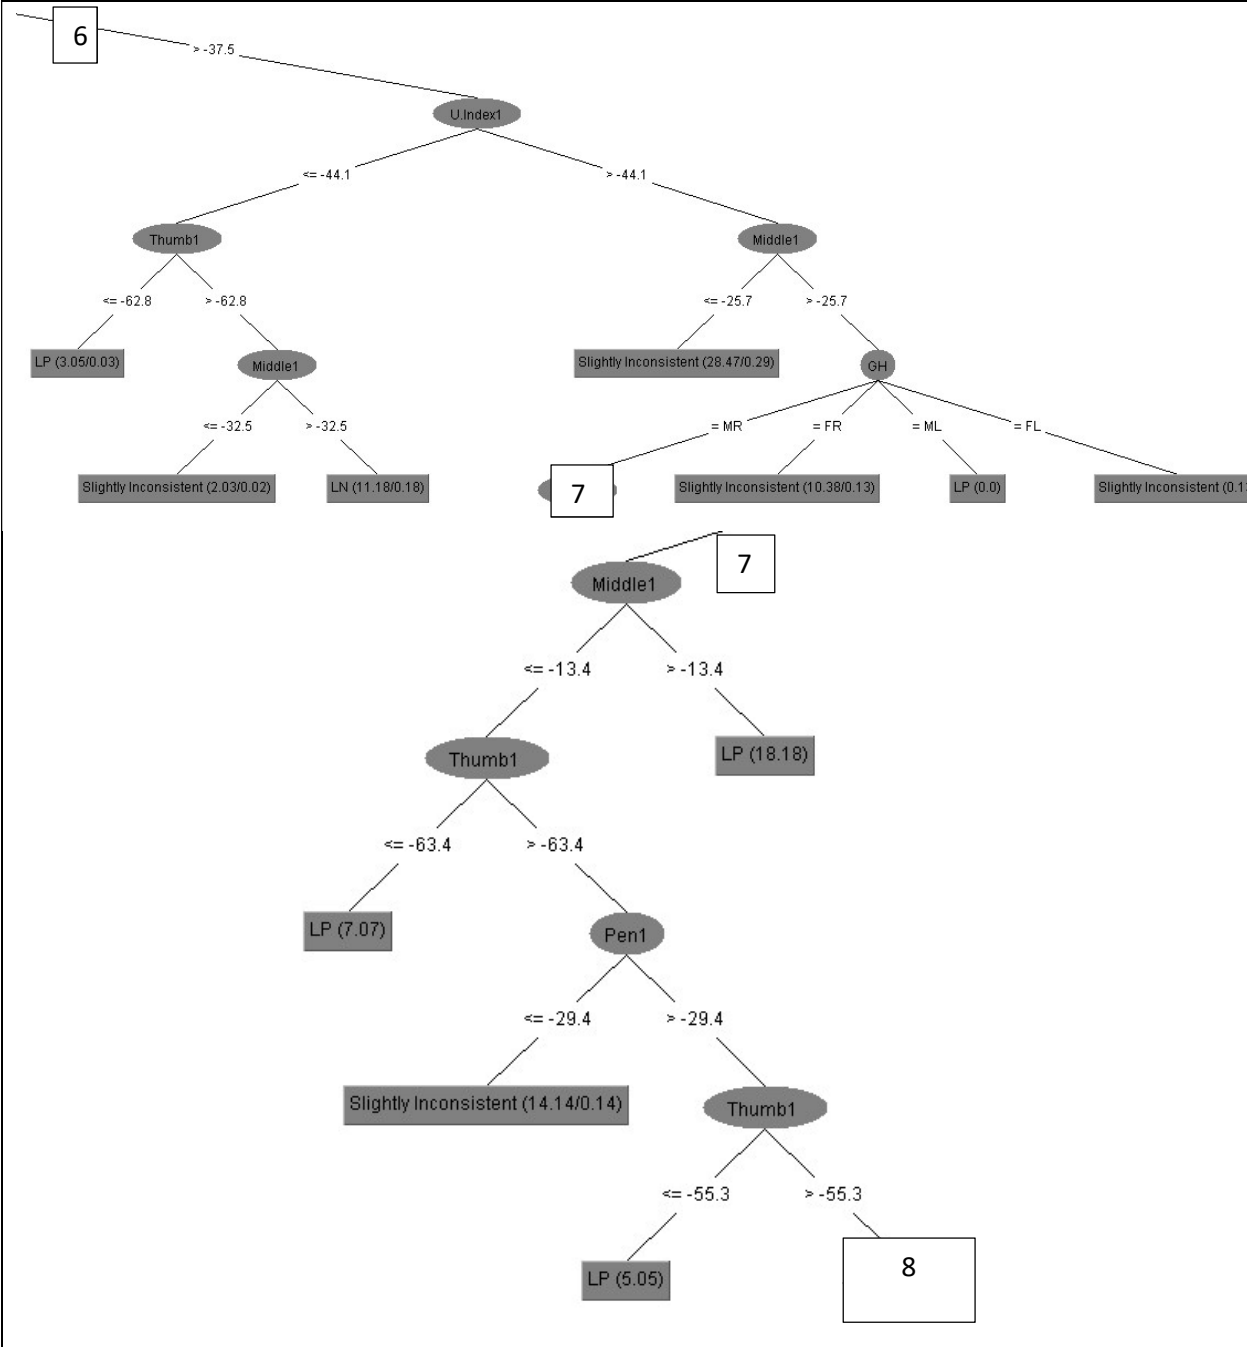 6
> -37.5
U.Index1
<= -44.1
> -44.1
Thumb1
Middle1
<= -62.8
> -62.8
<= -25.7
> -25.7
LP (3.05/0.03)
Middle1
Slightly Inconsistent (28.47/0.29)
GH
<= -32.5
> -32.5
= MR
= FR
= ML
= FL
Slightly Inconsistent (2.03/0.02)
LN (11.18/0.18)
7
Slightly Inconsistent (10.38/0.13)
LP (0.0)
Slightly Inconsistent
7
Middle1
<= -13.4
> -13.4
Thumb1
LP (18.18)
<= -63.4
> -63.4
LP (7.07)
Pen1
<= -29.4
> -29.4
Slightly Inconsistent (14.14/0.14)
Thumb1
<= -55.3
> -55.3
LP (5.05)
8